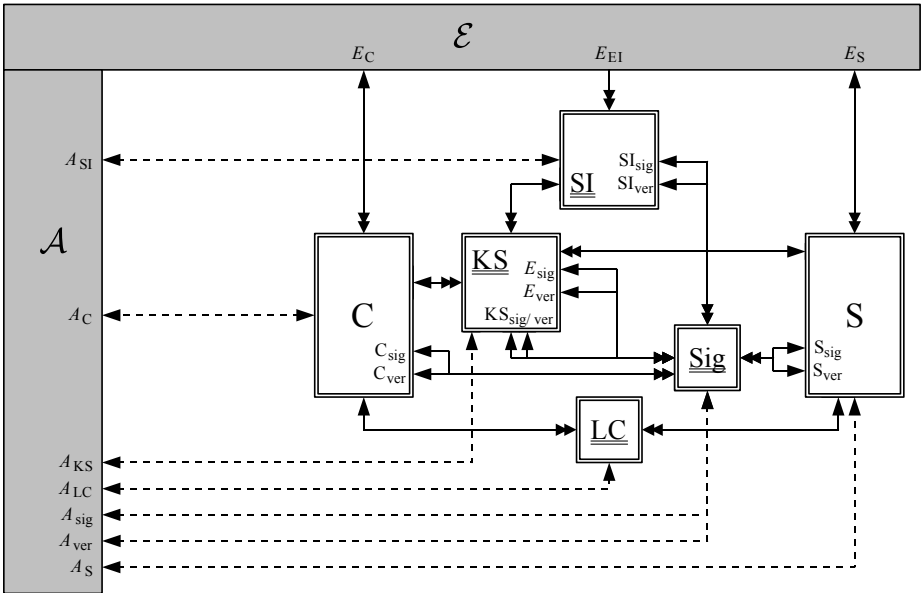 ℰ
E_C E_EI E_S
A_SI
SI_sig
SI SI_ver
𝒜
KS
E_sig
E_ver
KS_sig/ ver
A_C
C
S
C_sig
C_ver
Sig
S_sig
S_ver
LC
A_KS
A_LC
A_sig
A_ver
A_S